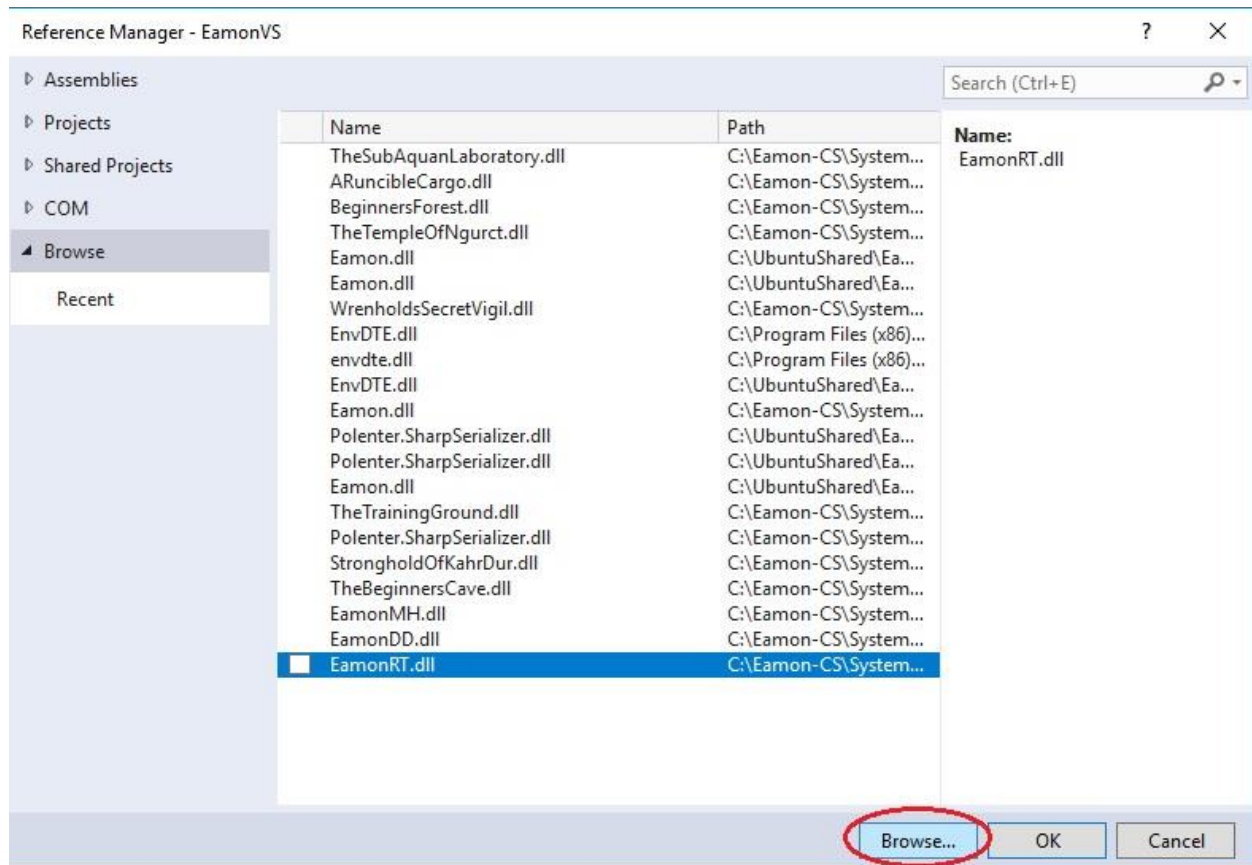 Reference Manager - EamonVS ? X
Assemblies
Search (Ctrl+E)
Projects
Shared Projects
COM
Browse
Recent
Name Path
TheSubAquanLaboratory.dll C:\Eamon-CS\System...
ARuncibleCargo.dll C:\Eamon-CS\System...
BeginnersForest.dll C:\Eamon-CS\System...
TheTempleOfNgurct.dll C:\Eamon-CS\System...
Eamon.dll C:\UbuntuShared\Ea...
Eamon.dll C:\UbuntuShared\Ea...
WrenholdsSecretVigil.dll C:\Eamon-CS\System...
EnvDTE.dll C:\Program Files (x86)...
envdte.dll C:\Program Files (x86)...
EnvDTE.dll C:\UbuntuShared\Ea...
Eamon.dll C:\Eamon-CS\System...
Polenter.SharpSerializer.dll C:\UbuntuShared\Ea...
Polenter.SharpSerializer.dll C:\UbuntuShared\Ea...
Eamon.dll C:\UbuntuShared\Ea...
TheTrainingGround.dll C:\Eamon-CS\System...
Polenter.SharpSerializer.dll C:\Eamon-CS\System...
StrongholdOfKahrDur.dll C:\Eamon-CS\System...
TheBeginnersCave.dll C:\Eamon-CS\System...
EamonMH.dll C:\Eamon-CS\System...
EamonDD.dll C:\Eamon-CS\System...
EamonRT.dll C:\Eamon-CS\System...
Name:
EamonRT.dll
Browse... OK Cancel